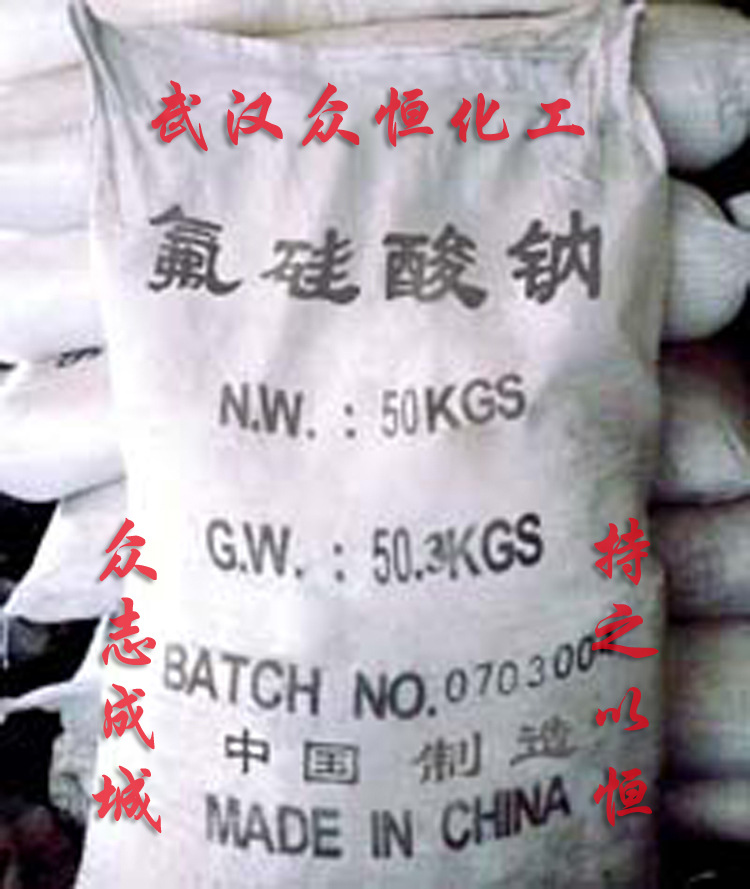 武汉众恒化工
氟硅酸钠
N.W. : 50KGS
G.W. : 50.3KGS
BATCH NO.070300
中国制造
MADE IN CHINA
众志成城
持之以恒